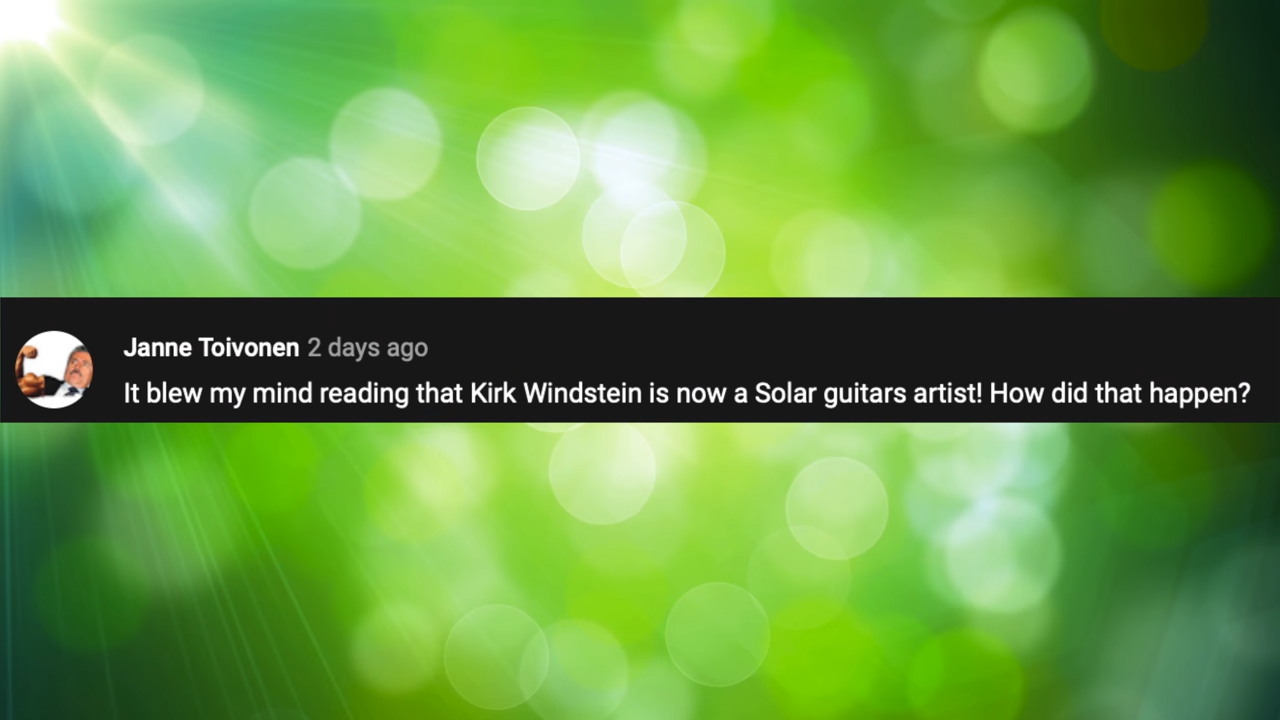 Janne Toivonen 2 days ago
It blew my mind reading that Kirk Windstein is now a Solar guitars artist! How did that happen?